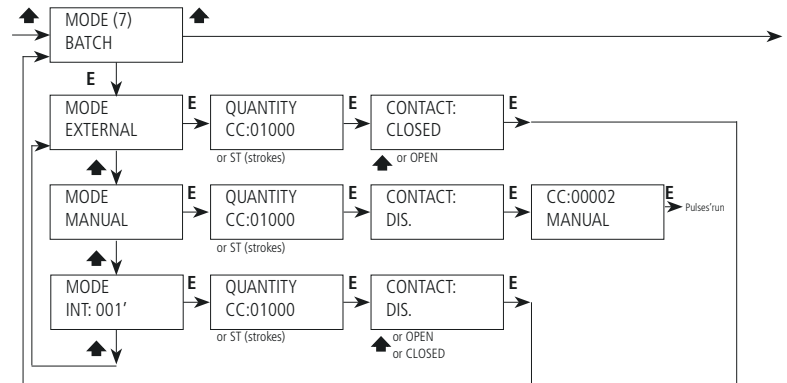 MODE (7)
BATCH
E
MODE
EXTERNAL
E
QUANTITY
CC:01000
or ST (strokes)
E
CONTACT:
CLOSED
or OPEN
E
MODE
MANUAL
E
QUANTITY
CC:01000
or ST (strokes)
E
CONTACT:
DIS.
E
CC:00002
MANUAL
E
Pulses'run
MODE
INT: 001'
E
QUANTITY
CC:01000
or ST (strokes)
E
CONTACT:
DIS.
or OPEN
or CLOSED
E